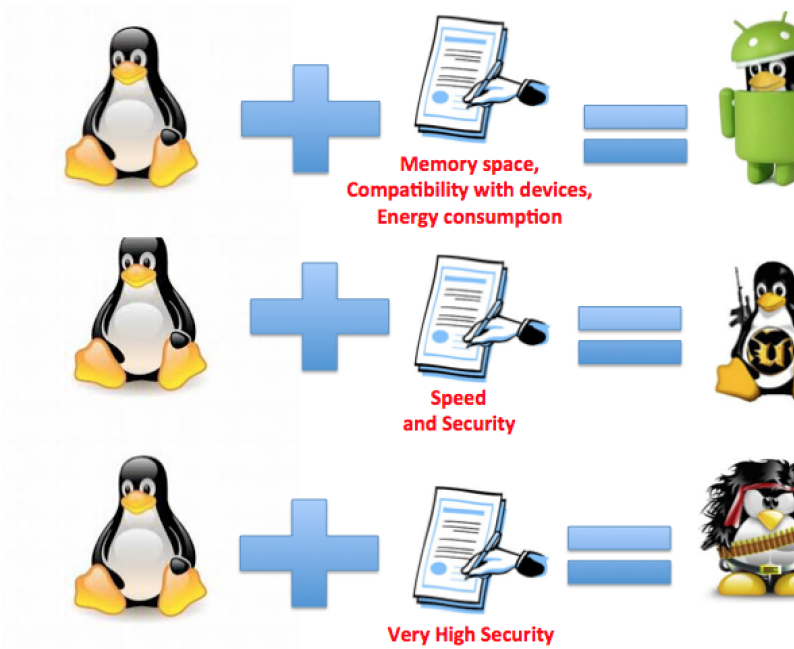 Memory space,
Compatibility with devices,
Energy consumption
U
Speed
and Security
Very High Security